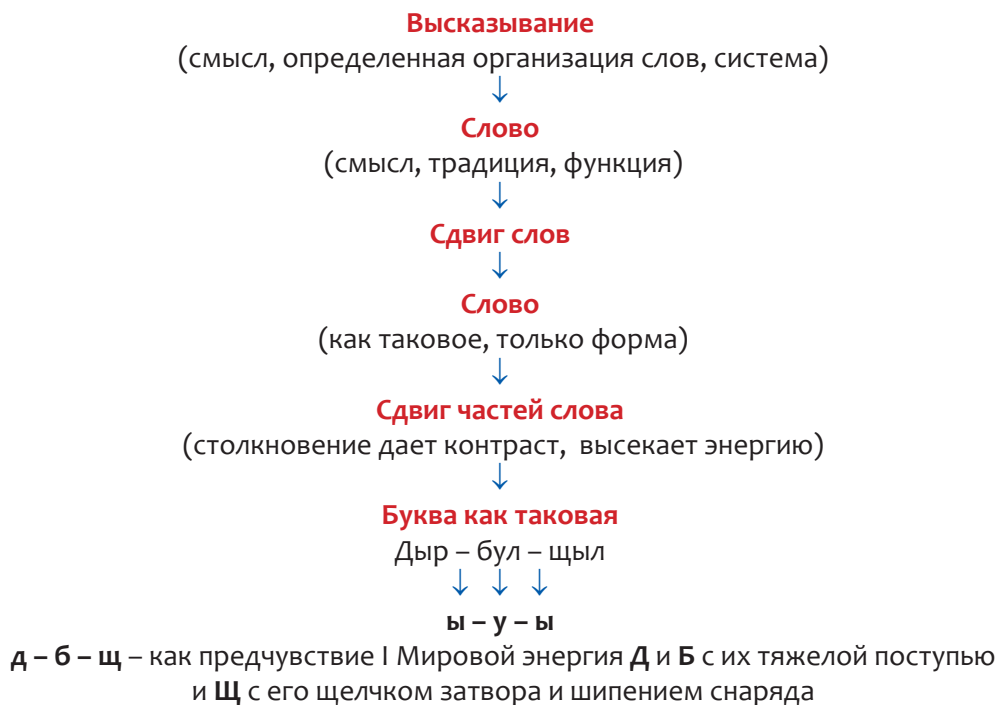 Высказывание
(смысл, определенная организация слов, система)
↓
Слово
(смысл, традиция, функция)
↓
Сдвиг слов
↓
Слово
(как таковое, только форма)
↓
Сдвиг частей слова
(столкновение дает контраст, высекает энергию)
↓
Буква как таковая
Дыр – бул – щыл
↓ ↓ ↓
ы – у – ы
д – б – щ – как предчувствие I Мировой энергия Д и Б с их тяжелой поступью
и Щ с его щелчком затвора и шипением снаряда